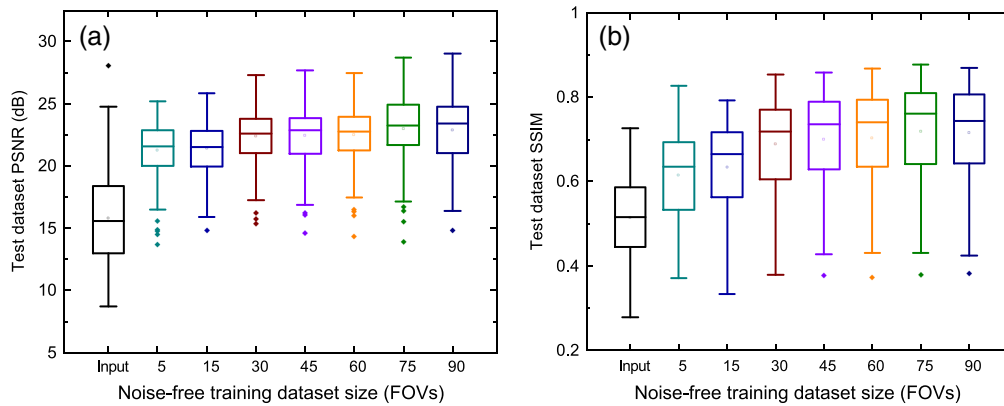 (a)
Test dataset PSNR (dB)
30
25
20
15
10
5
Input 5 15 30 45 60 75 90
Noise-free training dataset size (FOVs)
(b)
Test dataset SSIM
1
0.8
0.6
0.4
0.2
Input 5 15 30 45 60 75 90
Noise-free training dataset size (FOVs)